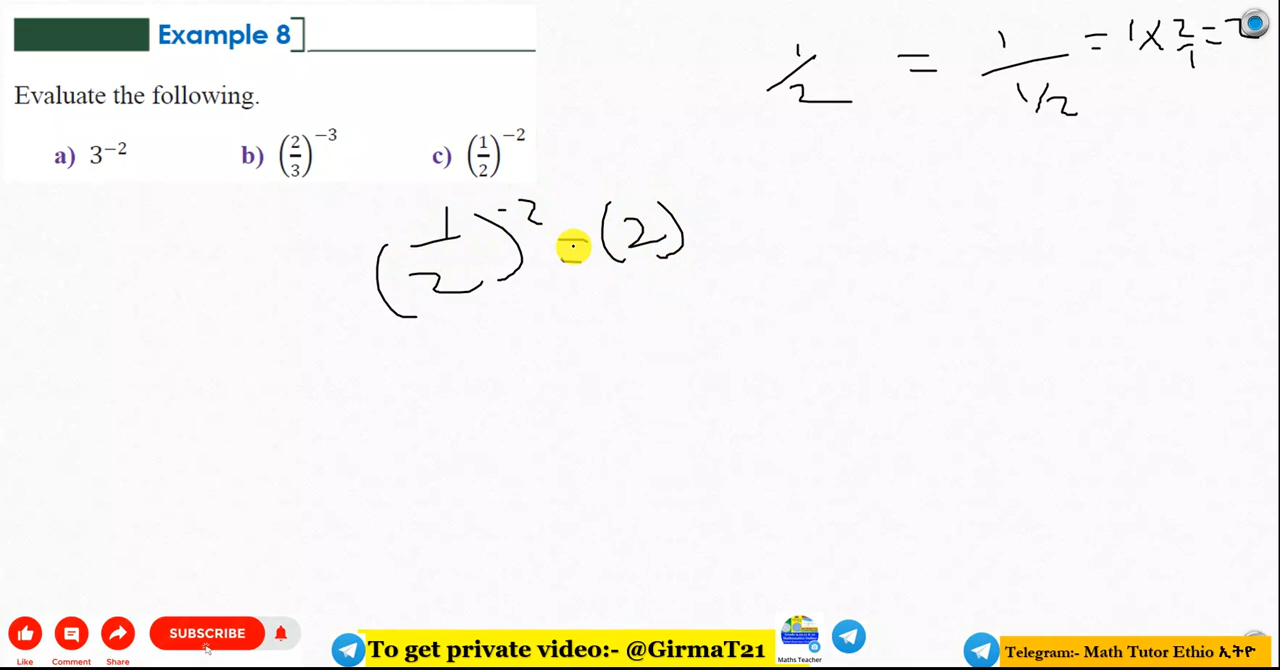 Example 8
Evaluate the following.
a) 3⁻² b) (2/3)⁻³ c) (1/2)⁻²
1/2 = 1/(1/2) = 1 × 2/1 = 2
(1/2)⁻² = (2)
Like Comment Share
SUBSCRIBE
To get private video:- @GirmaT21
Maths Teacher
Telegram:- Math Tutor Ethio ኢትዮ